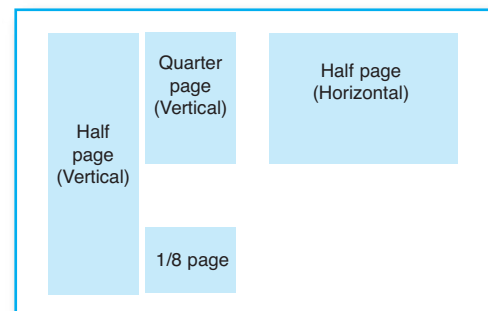 Half
page
(Vertical)
Quarter
page
(Vertical)
Half page
(Horizontal)
1/8 page